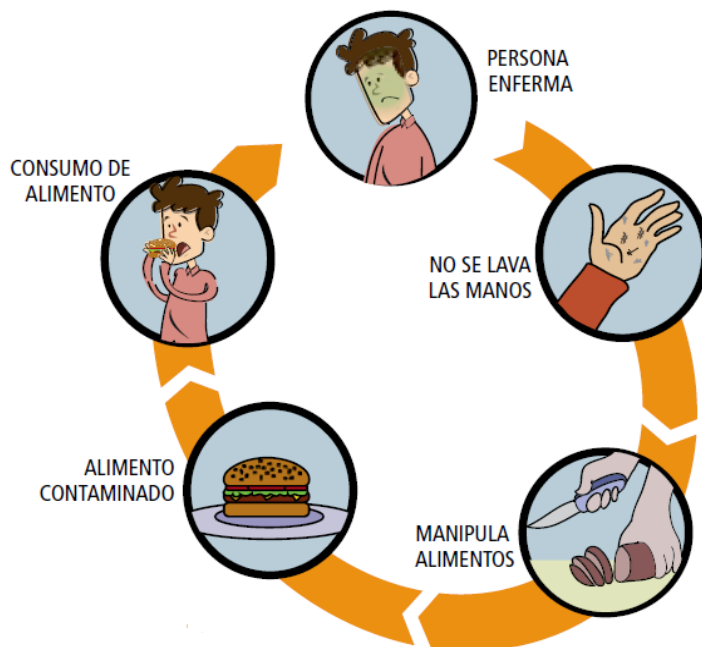 PERSONA
ENFERMA
NO SE LAVA
LAS MANOS
MANIPULA
ALIMENTOS
ALIMENTO
CONTAMINADO
CONSUMO DE
ALIMENTO